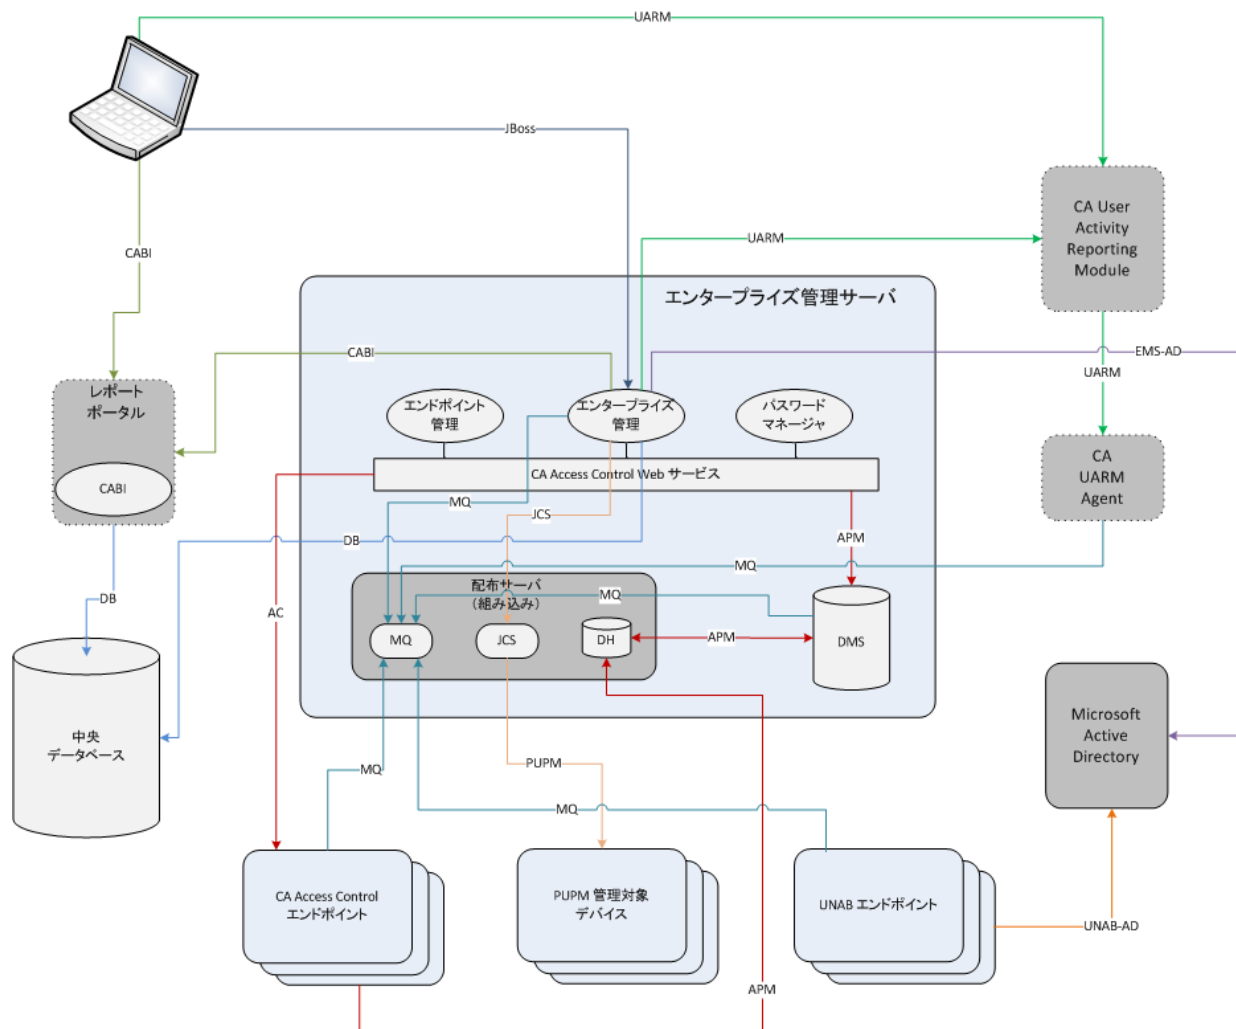 UARM
JBoss
CABI
UARM
CA User
Activity
Reporting
Module
エンタープライズ管理サーバ
CABI
EMS-AD
UARM
レポート
ポータル
CABI
エンドポイント
管理
エンタープライズ
管理
パスワード
マネージャ
CA Access Control Web サービス
CA
UARM
Agent
MQ
JCS
DB
APM
MQ
配布サーバ
（組み込み）
MQ
DB
AC
MQ
JCS
DH
APM
DMS
中央
データベース
Microsoft
Active
Directory
MQ
PUPM
MQ
CA Access Control
エンドポイント
PUPM 管理対象
デバイス
UNAB エンドポイント
UNAB-AD
APM